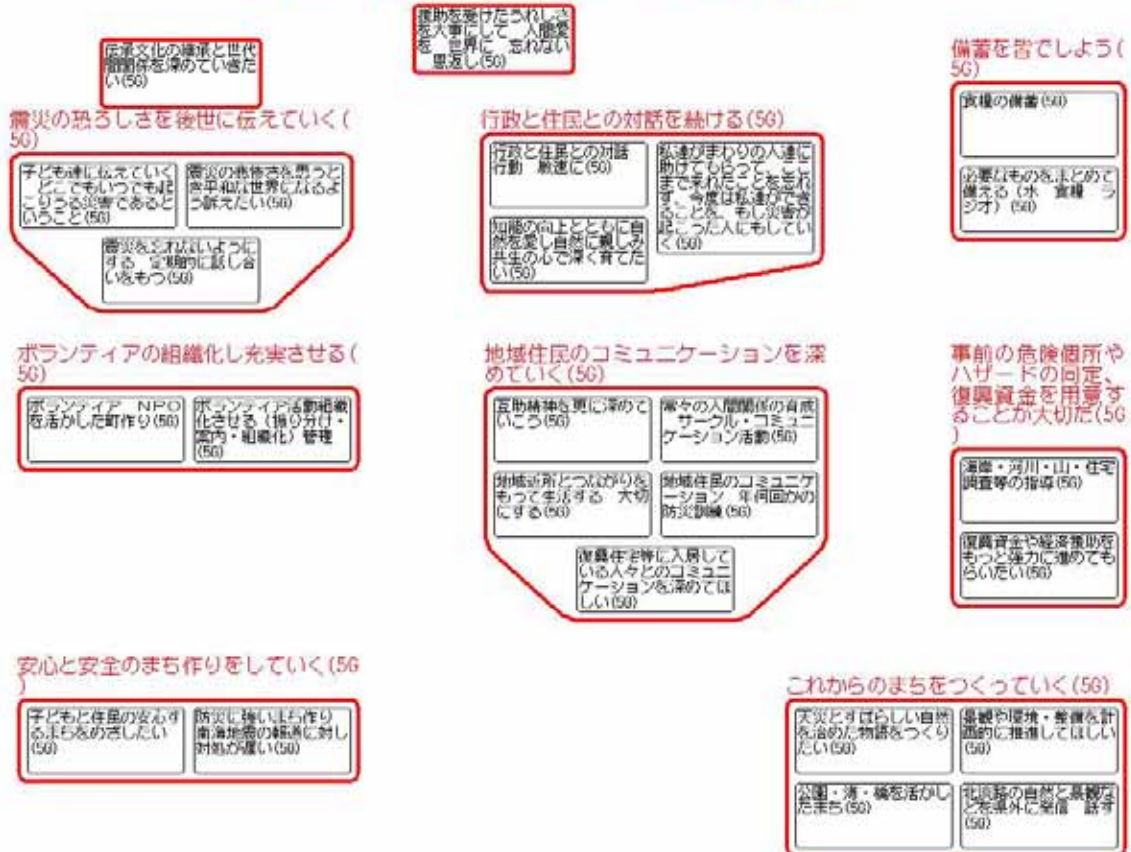 援助を受けたうれしさ
を大事にして 人間愛
を 世界に 忘れない
恩返し(5G)
伝承文化の継承と世代
間関係を深めていきた
い(5G)
震災の恐ろしさを後世に伝えていく(
5G)
子ども達に伝えていく
どこでもいつでも起
こりうる災害であると
いうこと(5G)
震災の悲惨さを思うと
き平和な世界になるよ
う訴えたい(5G)
震災を忘れないように
する 定期的に話し合
いをもつ(5G)
行政と住民との対話を続ける(5G)
行政と住民との対話
行動 敏速に(5G)
知能の向上とともに自
然を愛し自然に親しみ
共生の心で深く育てた
い(5G)
私達がまわりの人達に
助けてもらって ここ
まで来れたことを忘れ
ず、今度は私達ができ
ることを、もし災害が
起こった人にもしてい
く(5G)
備蓄を皆でしよう(
5G)
食糧の備蓄(5G)
必要なものをまとめて
備える(水 食糧 ラ
ジオ)(5G)
ボランティアの組織化し充実させる(
5G)
ボランティア NPO
を活かした町作り(5G)
ボランティア活動組織
化させる(振り分け・
案内・組織化)管理
(5G)
地域住民のコミュニケーションを深
めていく(5G)
互助精神を更に深めて
いこう(5G)
常々の人間関係の育成
サークル・コミュニ
ケーション活動(5G)
地域近所とつながりを
もって生活する 大切
にする(5G)
地域住民のコミュニケ
ーション 年何回かの
防災訓練(5G)
復興住宅等に入居して
いる人々とのコミュニ
ケーションを深めてほ
しい(5G)
事前の危険個所や
ハザードの同定、
復興資金を用意す
ることが大切だ(5G
)
海岸・河川・山・住宅
調査等の指導(5G)
復興資金や経済援助を
もっと強力に進めても
らいたい(5G)
安心と安全のまち作りをしていく(5G
)
子どもと住民の安心す
るまちをめざしたい
(5G)
防災に強いまち作り
南海地震の報道に対し
対処が遅い(5G)
これからのまちをつくっていく(5G)
天災とすばらしい自然
を治めた物語をつくり
たい(5G)
景観や環境・整備を計
画的に推進してほしい
(5G)
公園・海・橋を活かし
たまち(5G)
北淡路の自然と景観な
どを県外に発信 話す
(5G)